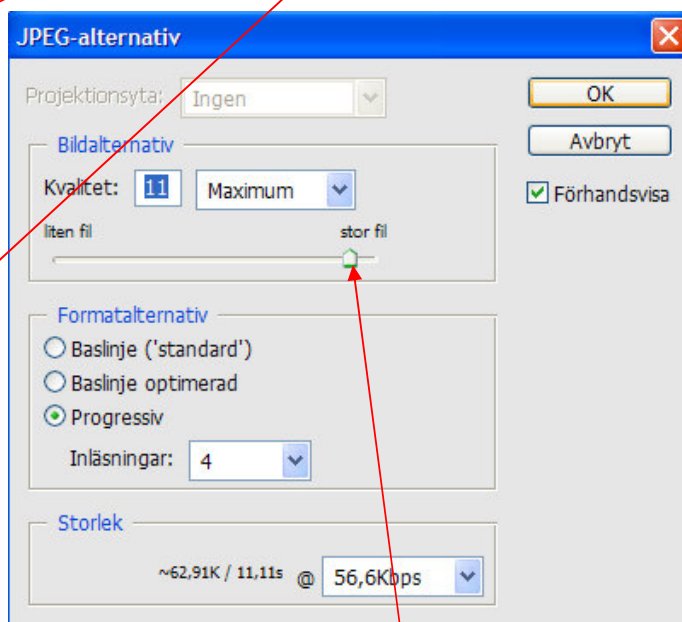 JPEG-alternativ
Projektionsyta: Ingen
OK
Bildalternativ
Avbryt
Kvalitet: 11 Maximum
Förhandsvisa
liten fil stor fil
Formatalternativ
Baslinje ('standard')
Baslinje optimerad
Progressiv
Inläsningar: 4
Storlek
~62,91K / 11,11s @ 56,6Kbps